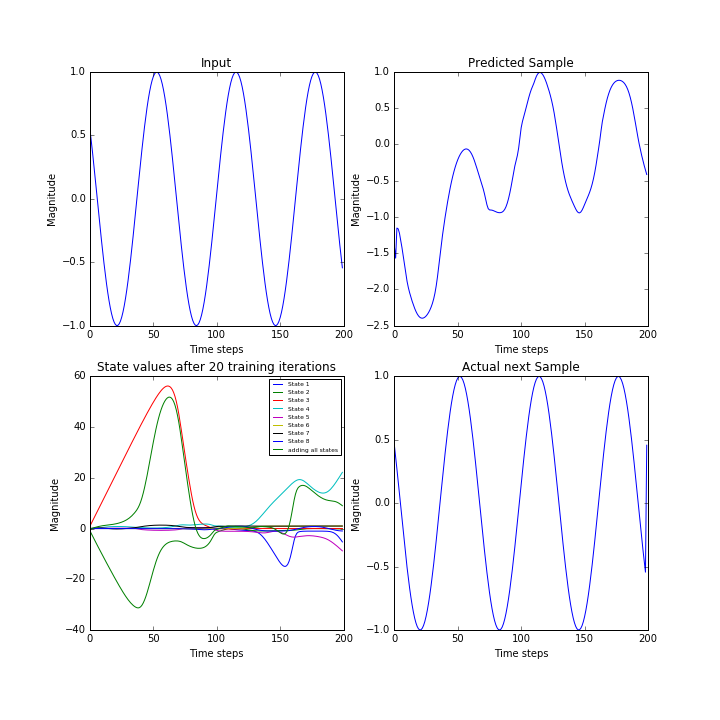 Input
1.0
0.5
0.0
−0.5
−1.0
Magnitude
0
50
100
150
200
Time steps
Predicted Sample
1.0
0.5
0.0
−0.5
−1.0
−1.5
−2.0
−2.5
Magnitude
0
50
100
150
200
Time steps
State values after 20 training iterations
60
40
20
0
−20
−40
Magnitude
State 1
State 2
State 3
State 4
State 5
State 6
State 7
State 8
adding all states
0
50
100
150
200
Time steps
Actual next Sample
1.0
0.5
0.0
−0.5
−1.0
Magnitude
0
50
100
150
200
Time steps